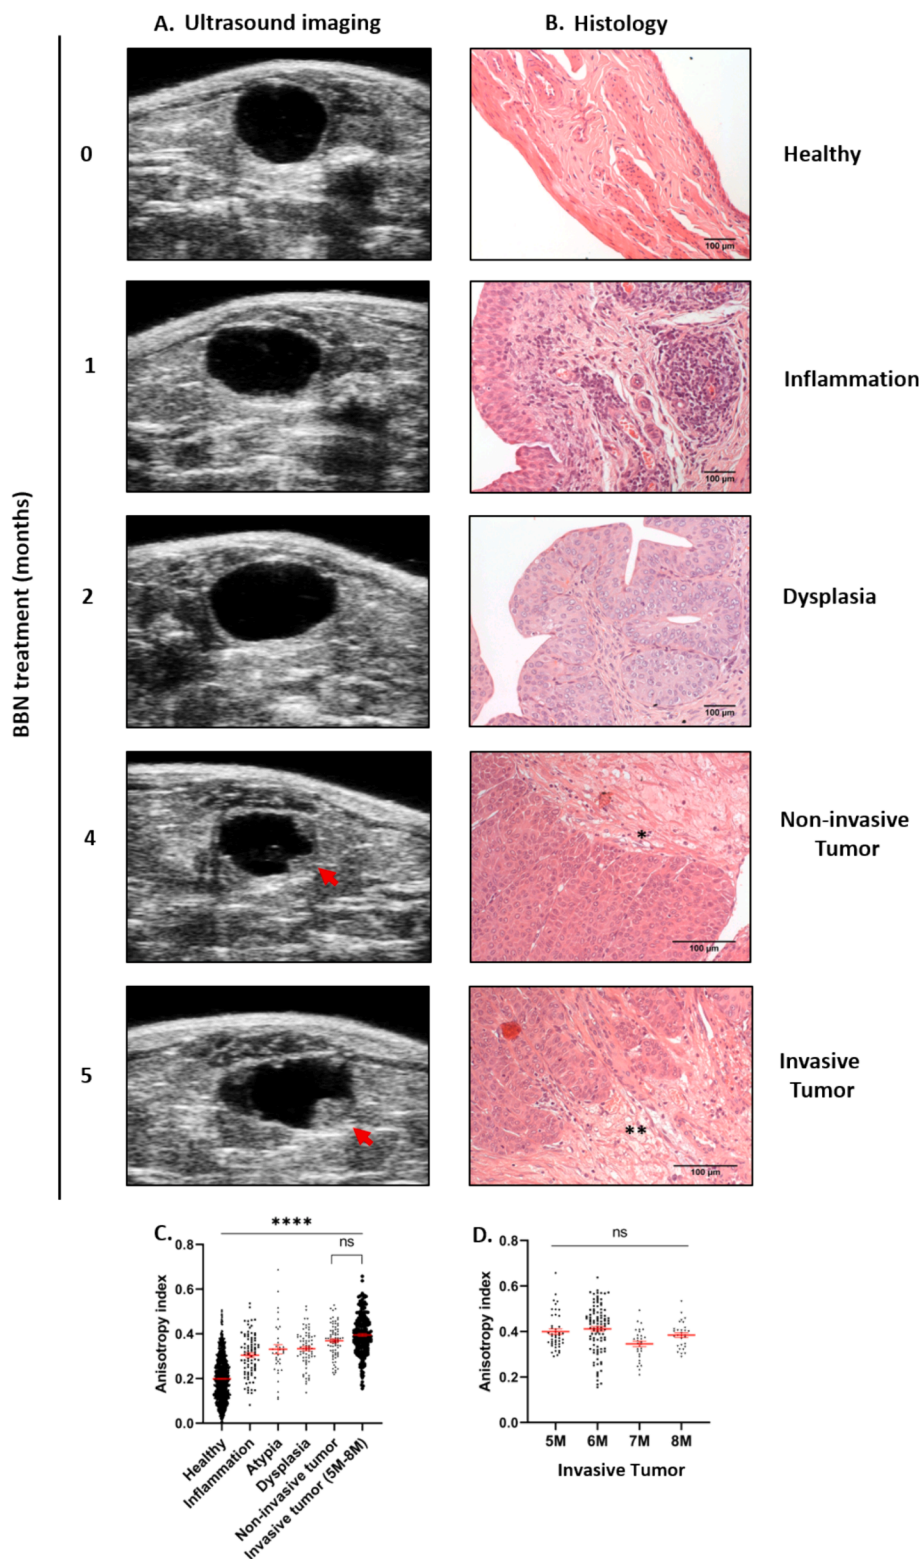 A. Ultrasound imaging
B. Histology
BBN treatment (months)
0
Healthy
100 µm
1
Inflammation
100 µm
2
Dysplasia
100 µm
4
Non-invasive
Tumor
*
100 µm
5
Invasive
Tumor
**
100 µm
C.
****
ns
Anisotropy index
0.8
0.6
0.4
0.2
0.0
Healthy
Inflammation
Atypia
Dysplasia
Non-invasive tumor
Invasive tumor (5M-8M)
D.
ns
Anisotropy index
0.8
0.6
0.4
0.2
0.0
5M 6M 7M 8M
Invasive Tumor